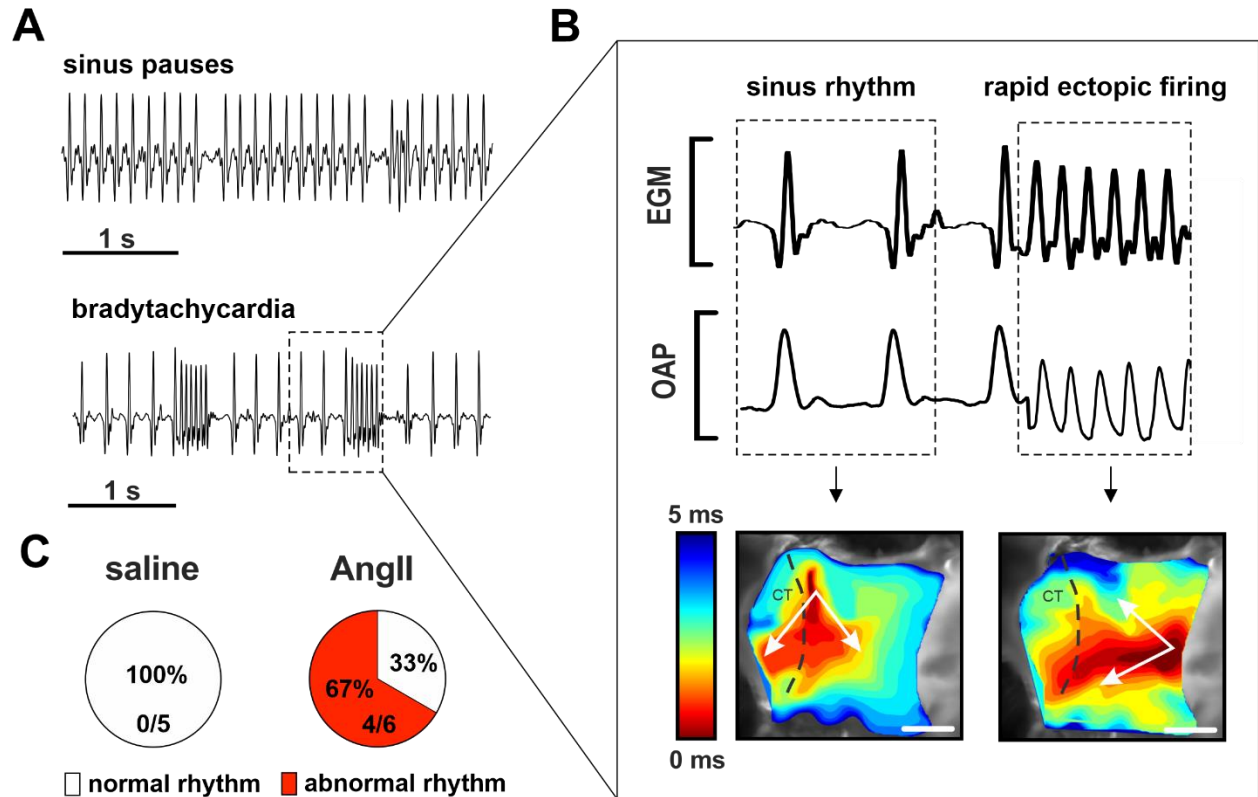 A
sinus pauses
1 s
bradytachycardia
1 s
B
sinus rhythm
rapid ectopic firing
EGM
OAP
5 ms
0 ms
CT
CT
C
saline
AngII
100%
0/5
33%
67%
4/6
normal rhythm
abnormal rhythm